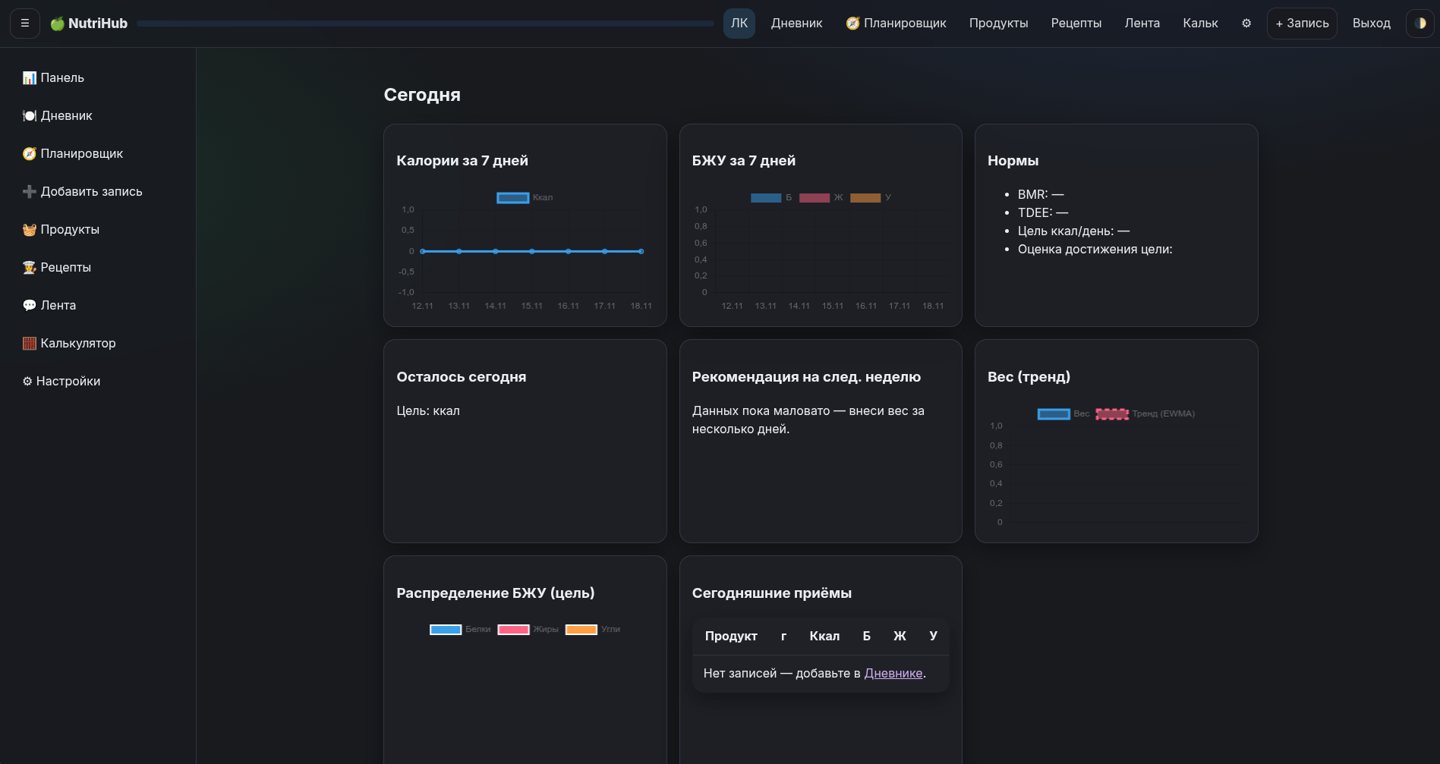 ☰ 🍏 NutriHub ЛК Дневник 🧭 Планировщик Продукты Рецепты Лента Кальк ⚙ + Запись Выход 🌓
📊 Панель
🍽️ Дневник
🧭 Планировщик
➕ Добавить запись
🧺 Продукты
👨‍🍳 Рецепты
💬 Лента
🧮 Калькулятор
⚙ Настройки
Сегодня
Калории за 7 дней
Ккал
1,0
0,5
0
-0,5
-1,0
12.11 13.11 14.11 15.11 16.11 17.11 18.11
БЖУ за 7 дней
Б Ж У
1,0
0,8
0,6
0,4
0,2
0
12.11 13.11 14.11 15.11 16.11 17.11 18.11
Нормы
• BMR: —
• TDEE: —
• Цель ккал/день: —
• Оценка достижения цели:
Осталось сегодня
Цель: ккал
Рекомендация на след. неделю
Данных пока маловато — внеси вес за
несколько дней.
Вес (тренд)
Вес Тренд (EWMA)
1,0
0,8
0,6
0,4
0,2
0
Распределение БЖУ (цель)
Белки Жиры Угли
Сегодняшние приёмы
Продукт г Ккал Б Ж У
Нет записей — добавьте в Дневнике.